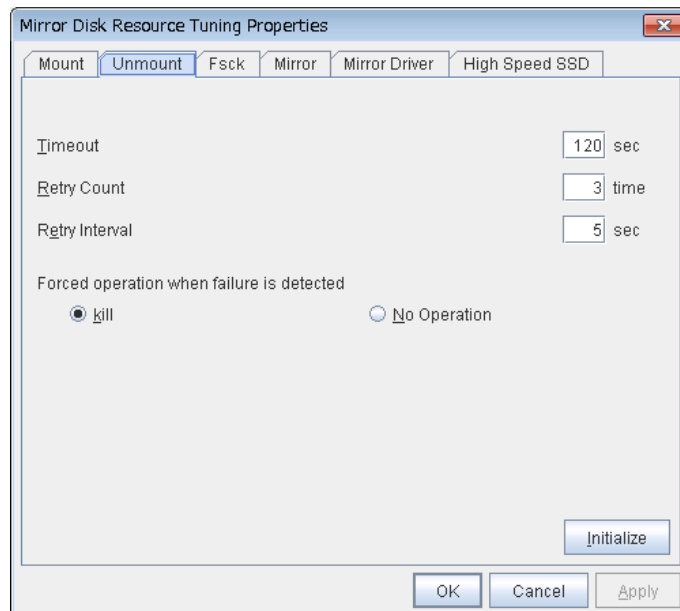 Mirror Disk Resource Tuning Properties
Mount Unmount Fsck Mirror Mirror Driver High Speed SSD
Timeout 120 sec
Retry Count 3 time
Retry Interval 5 sec
Forced operation when failure is detected
kill No Operation
Initialize
OK Cancel Apply